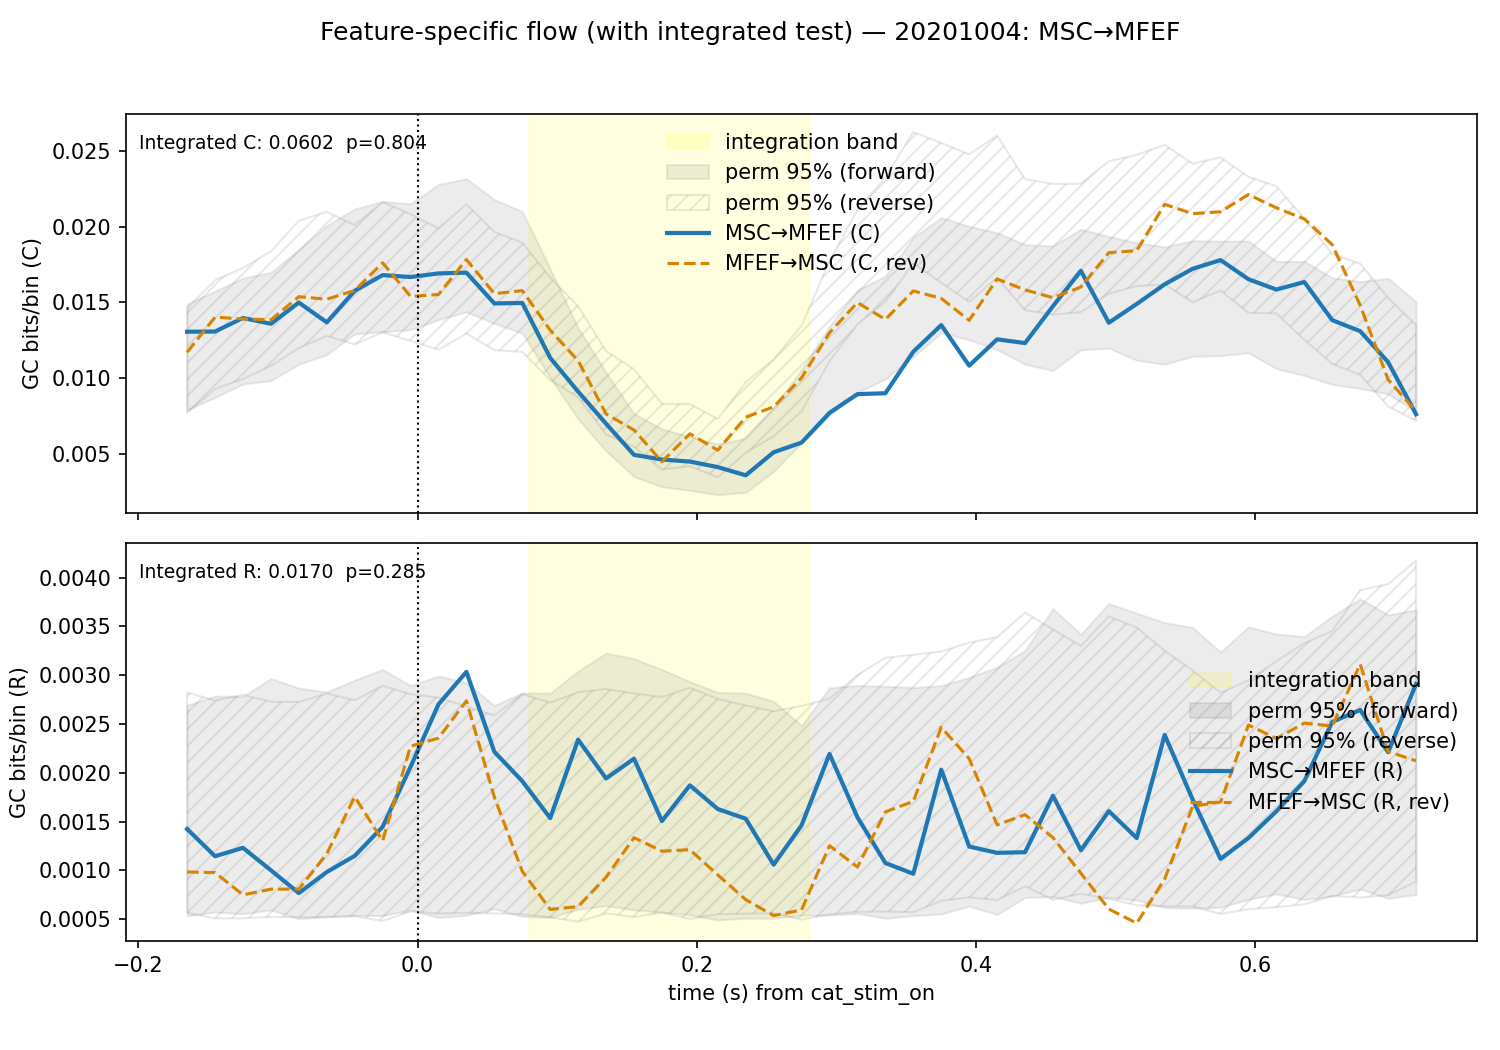 Feature-specific flow (with integrated test) — 20201004: MSC→MFEF
Integrated C: 0.0602  p=0.804
integration band
perm 95% (forward)
perm 95% (reverse)
MSC→MFEF (C)
MFEF→MSC (C, rev)
GC bits/bin (C)
0.025
0.020
0.015
0.010
0.005
Integrated R: 0.0170  p=0.285
integration band
perm 95% (forward)
perm 95% (reverse)
MSC→MFEF (R)
MFEF→MSC (R, rev)
GC bits/bin (R)
0.0040
0.0035
0.0030
0.0025
0.0020
0.0015
0.0010
0.0005
−0.2 0.0 0.2 0.4 0.6
time (s) from cat_stim_on